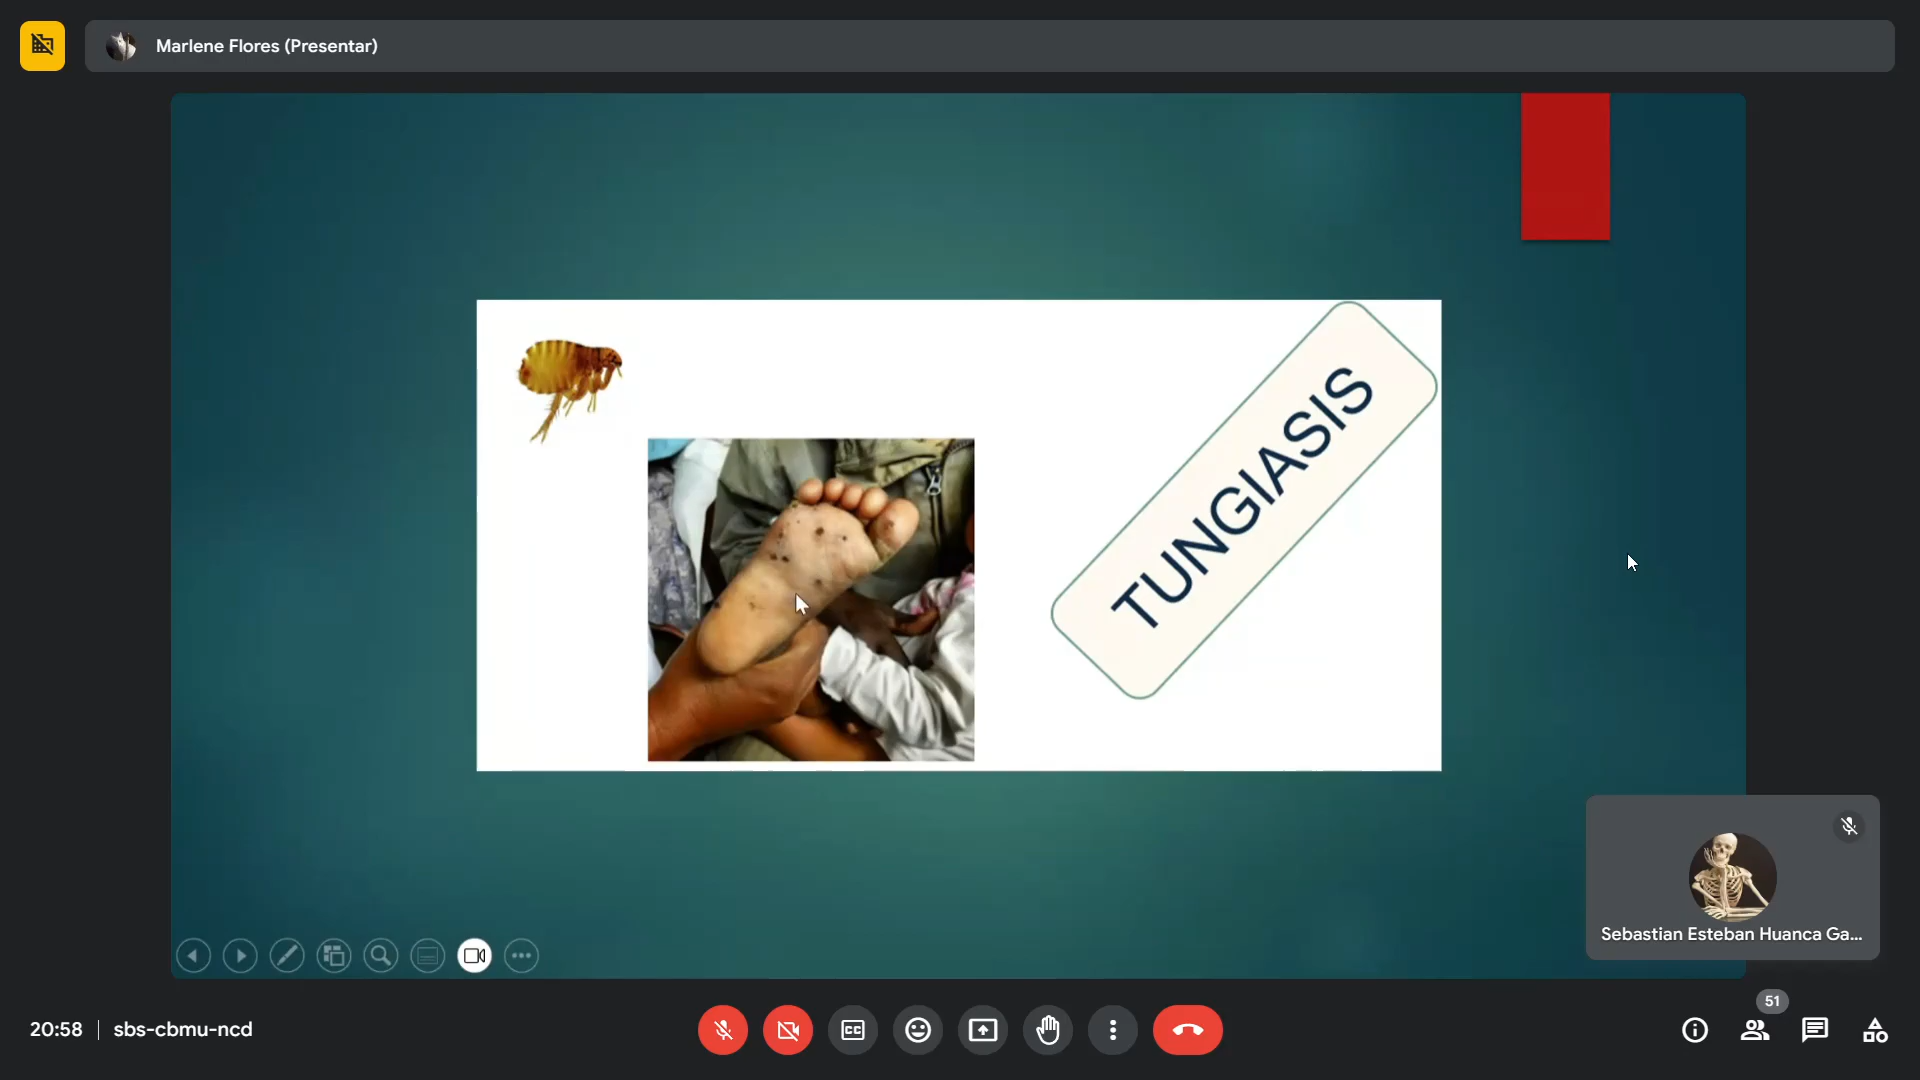 Marlene Flores (Presentar)
TUNGIASIS
Sebastian Esteban Huanca Ga...
20:58 | sbs-cbmu-ncd
51